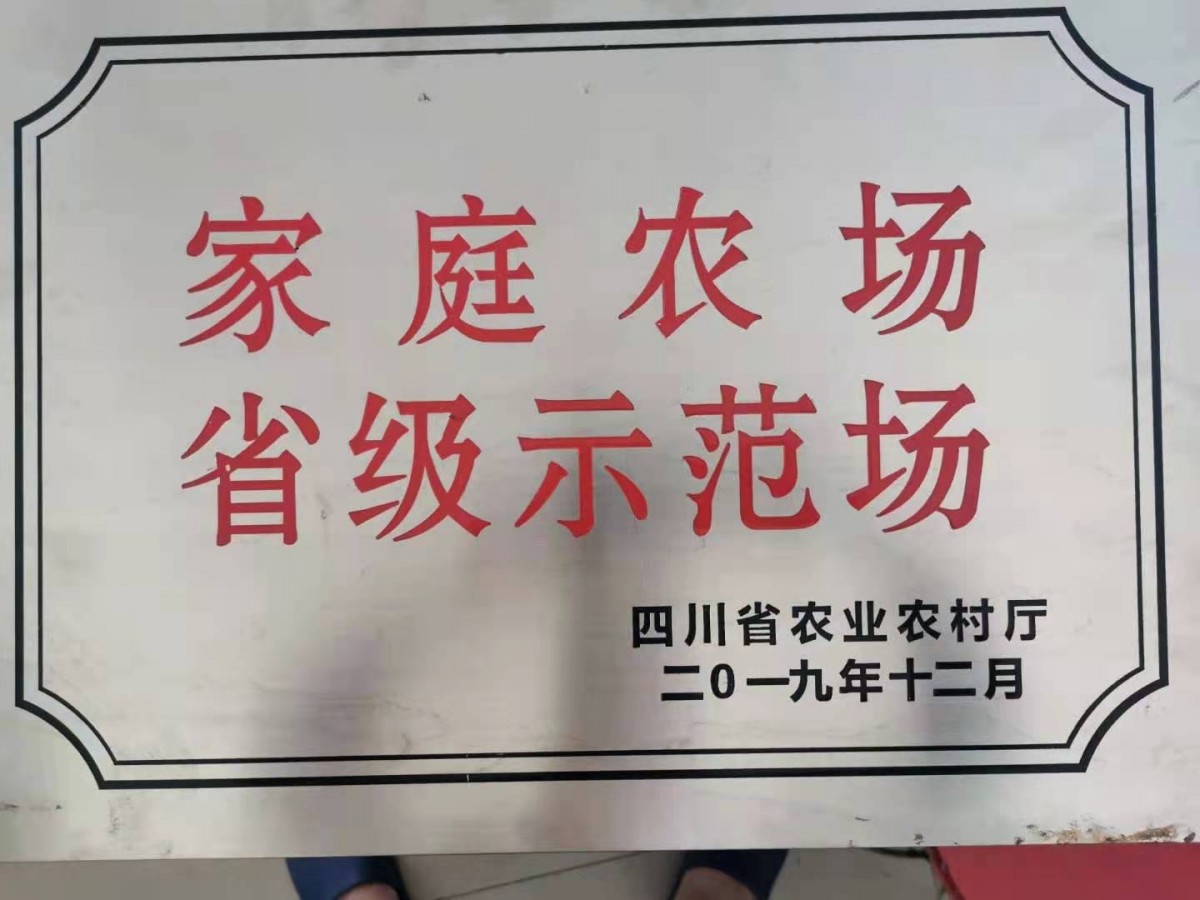 家庭农场
省级示范场
四川省农业农村厅
二0一九年十二月